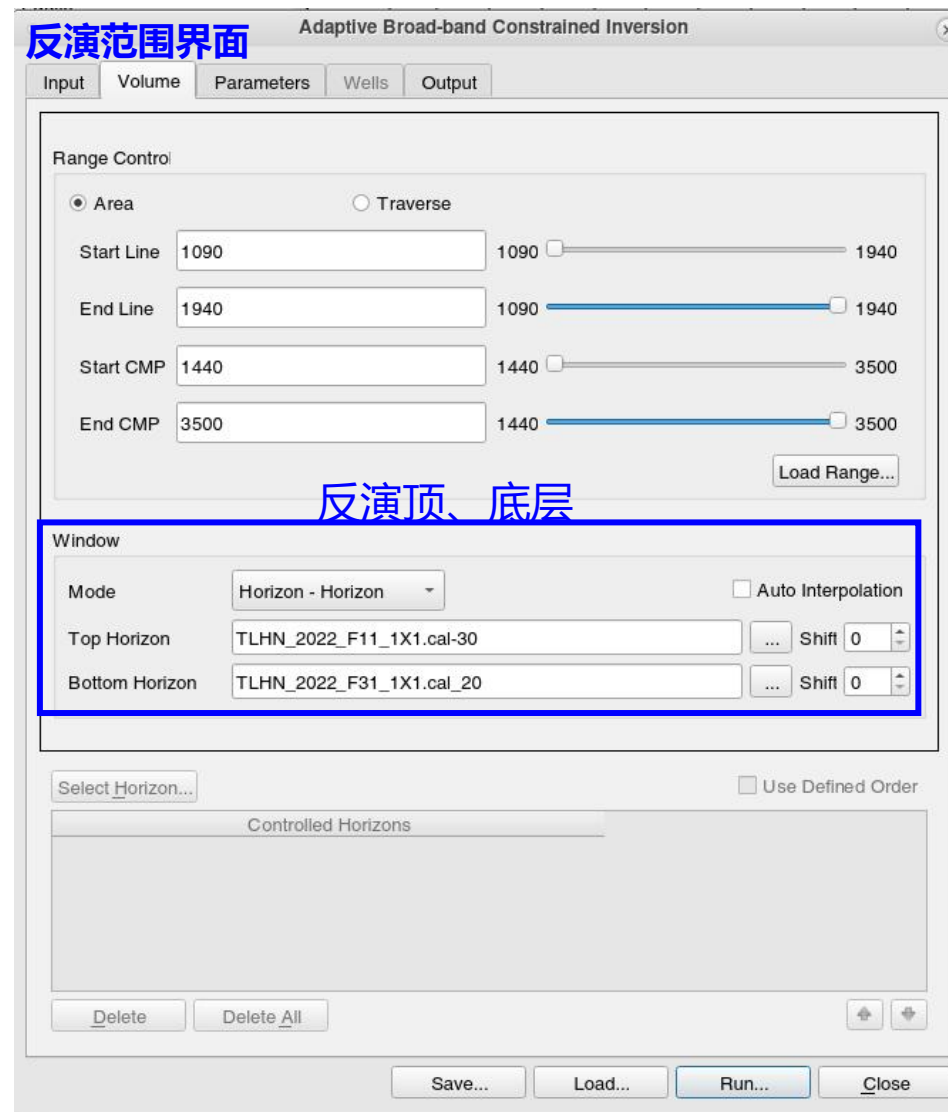 Adaptive Broad-band Constrained Inversion
反演范围界面
Input Volume Parameters Wells Output
Range Control
Area Traverse
Start Line 1090 1090 1940
End Line 1940 1090 1940
Start CMP 1440 1440 3500
End CMP 3500 1440 3500
Load Range...
反演顶、底层
Window
Mode Horizon - Horizon Auto Interpolation
Top Horizon TLHN_2022_F11_1X1.cal-30 ... Shift 0
Bottom Horizon TLHN_2022_F31_1X1.cal_20 ... Shift 0
Select Horizon... Use Defined Order
Controlled Horizons
Delete Delete All
Save... Load... Run... Close